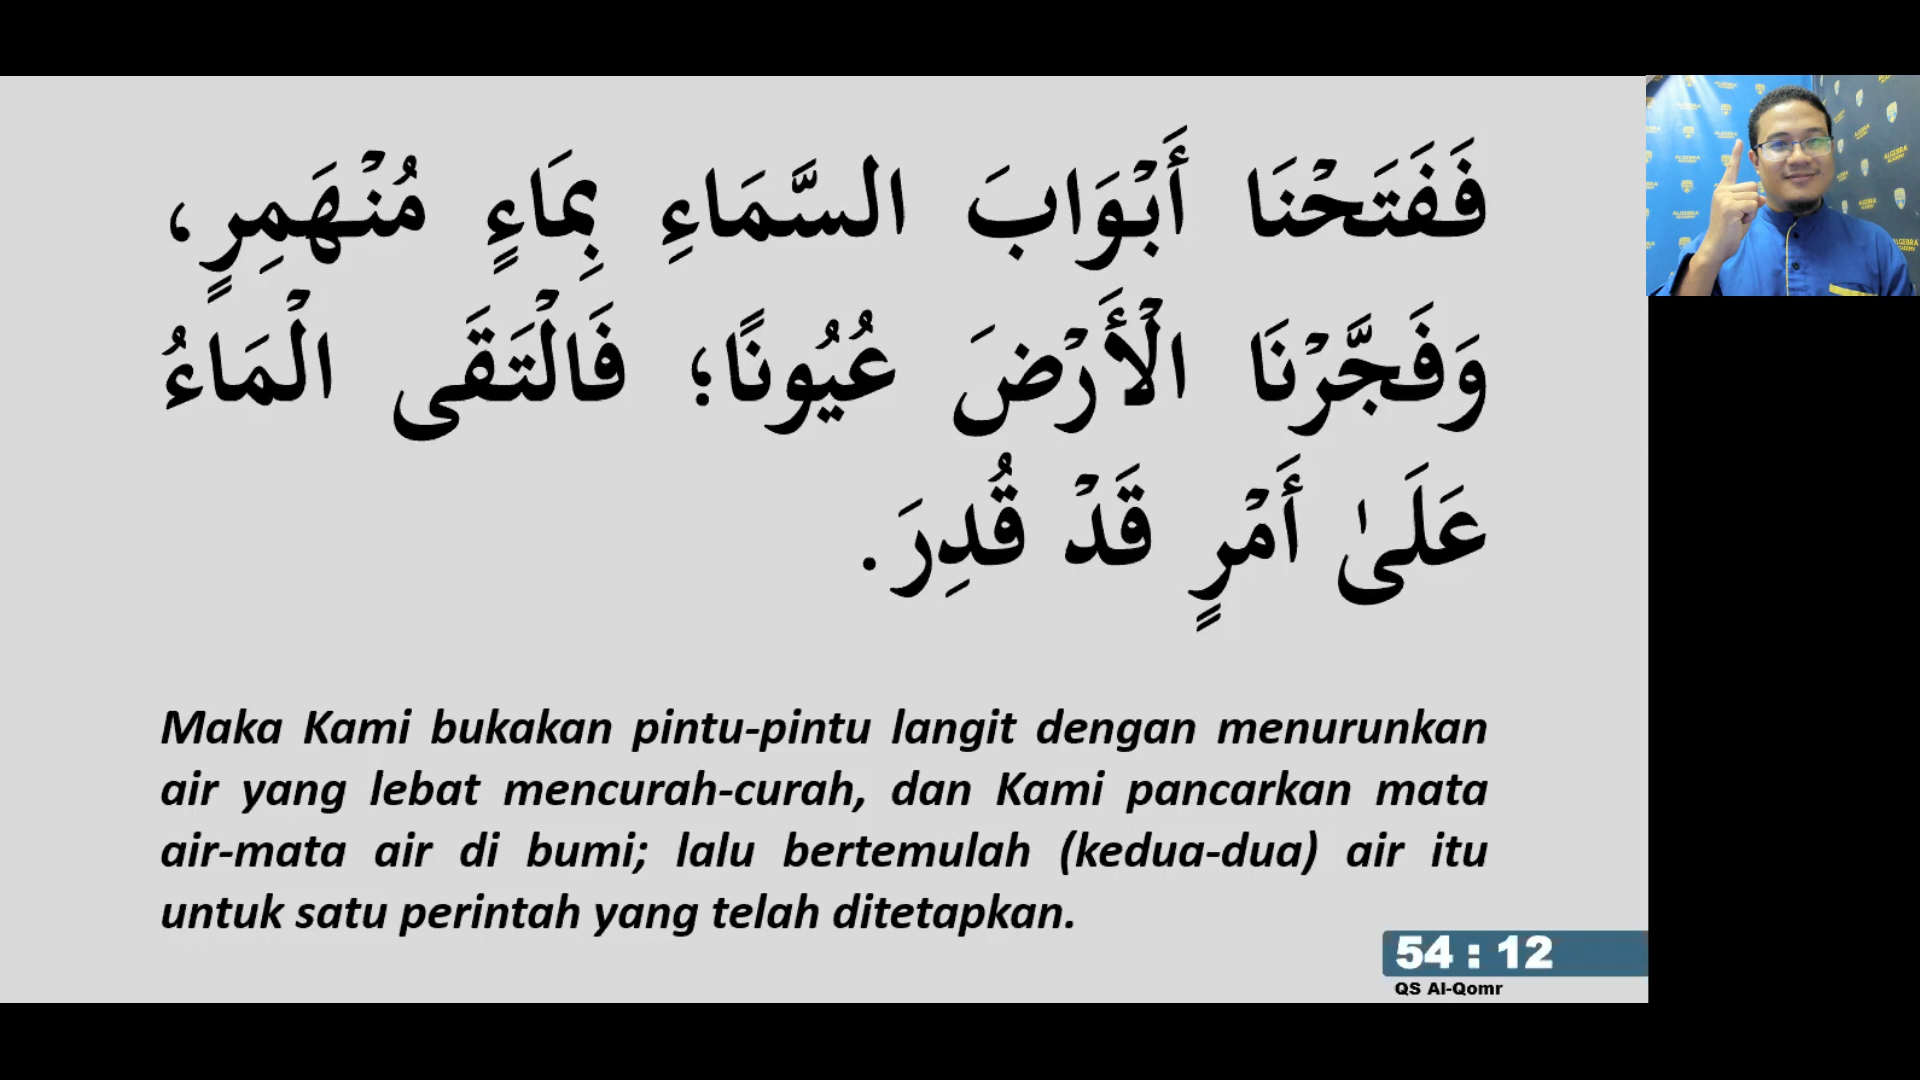 فَفَتَحْنَا أَبْوَابَ السَّمَاءِ بِمَاءٍ مُنْهَمِرٍ،
وَفَجَّرْنَا الْأَرْضَ عُيُونًا؛ فَالْتَقَى الْمَاءُ
عَلَىٰ أَمْرٍ قَدْ قُدِرَ.
Maka Kami bukakan pintu-pintu langit dengan menurunkan
air yang lebat mencurah-curah, dan Kami pancarkan mata
air-mata air di bumi; lalu bertemulah (kedua-dua) air itu
untuk satu perintah yang telah ditetapkan.
54 : 12
QS Al-Qomr
ALGEBRA
ACADEMY